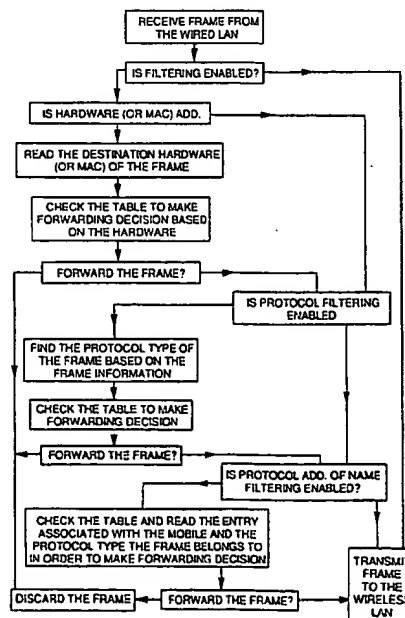 RECEIVE FRAME FROM
THE WIRED LAN
IS FILTERING ENABLED?
IS HARDWARE (OR MAC) ADD.
READ THE DESTINATION HARDWARE
(OR MAC) OF THE FRAME
CHECK THE TABLE TO MAKE
FORWARDING DECISION BASED
ON THE HARDWARE
FORWARD THE FRAME?
IS PROTOCOL FILTERING
ENABLED
FIND THE PROTOCOL TYPE OF
THE FRAME BASED ON THE
FRAME INFORMATION
CHECK THE TABLE TO MAKE
FORWARDING DECISION
FORWARD THE FRAME?
IS PROTOCOL ADD. OF NAME
FILTERING ENABLED?
CHECK THE TABLE AND READ THE ENTRY
ASSOCIATED WITH THE MOBILE AND THE
PROTOCOL TYPE THE FRAME BELONGS TO
IN ORDER TO MAKE FORWARDING DECISION
TRANSMIT
FRAME
TO THE
WIRELESS
LAN
DISCARD THE FRAME
FORWARD THE FRAME?